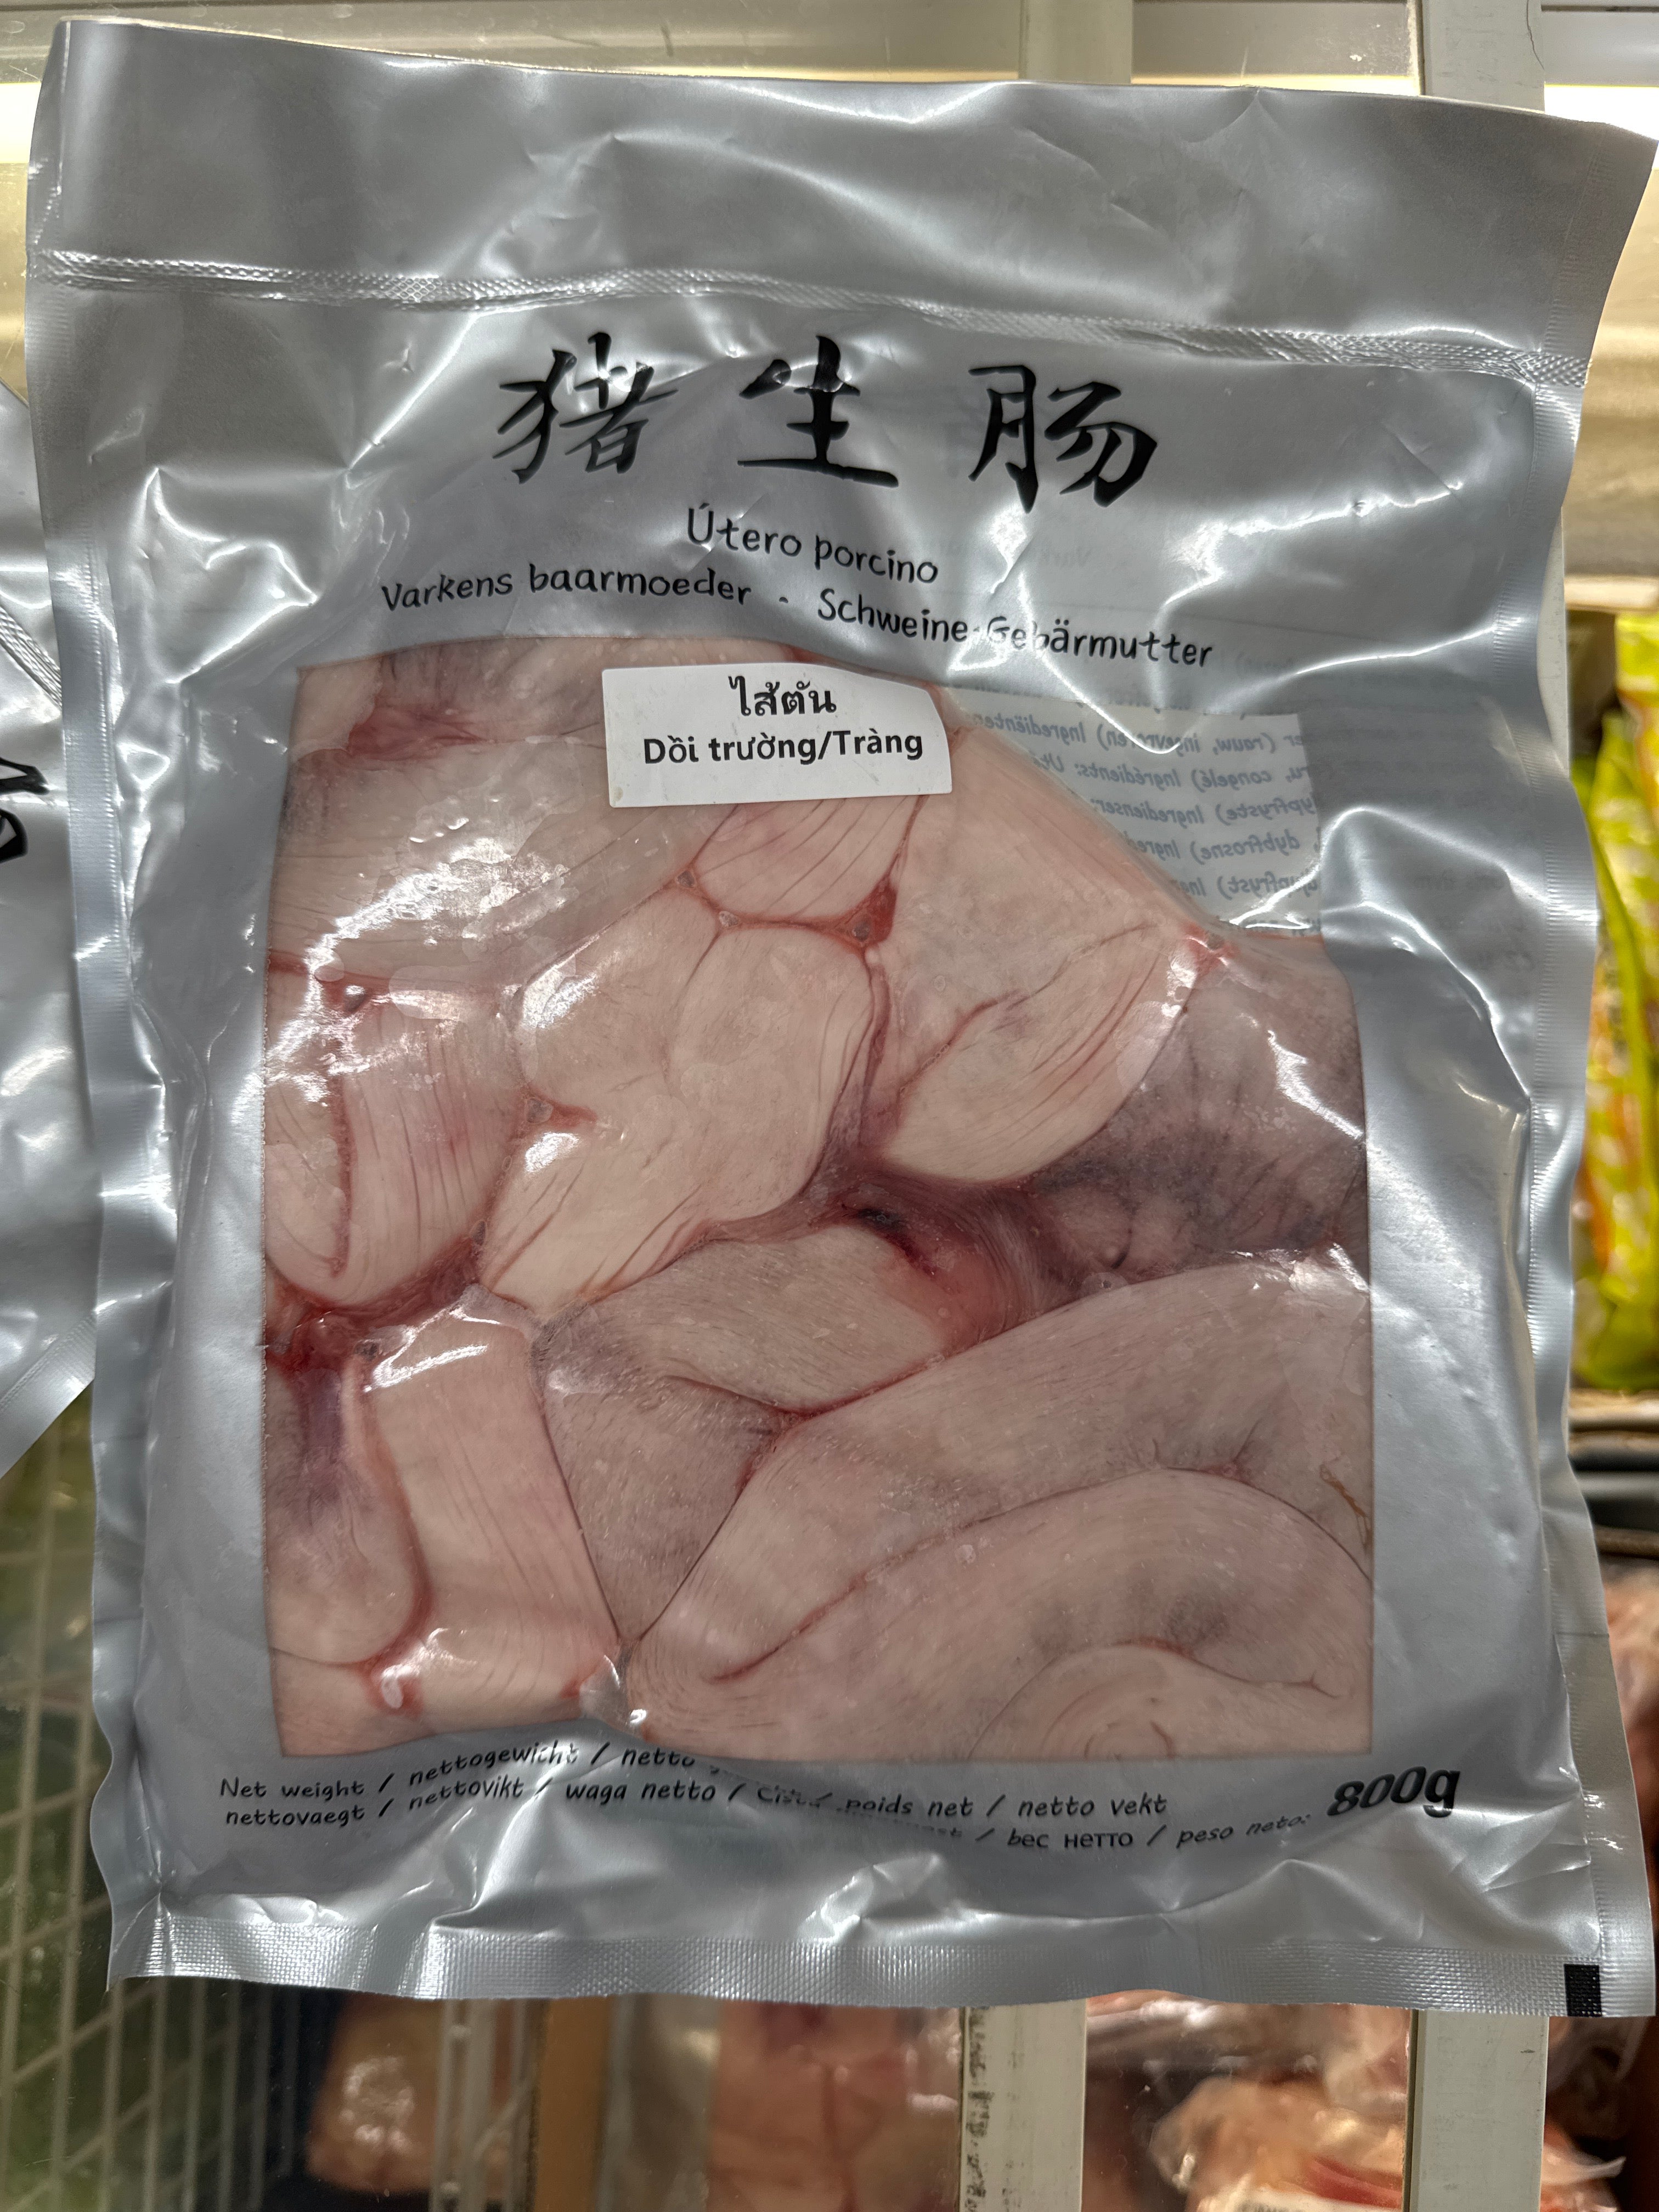 猪生肠
Útero porcino
Varkens baarmoeder - Schweine-Gebärmutter
ไส้ตัน
Dồi trường/Tràng
Net weight / nettogewicht / netto
nettovaegt / nettovikt / waga netto / poids net / netto vekt
/ bec нетто / peso neto: 800g